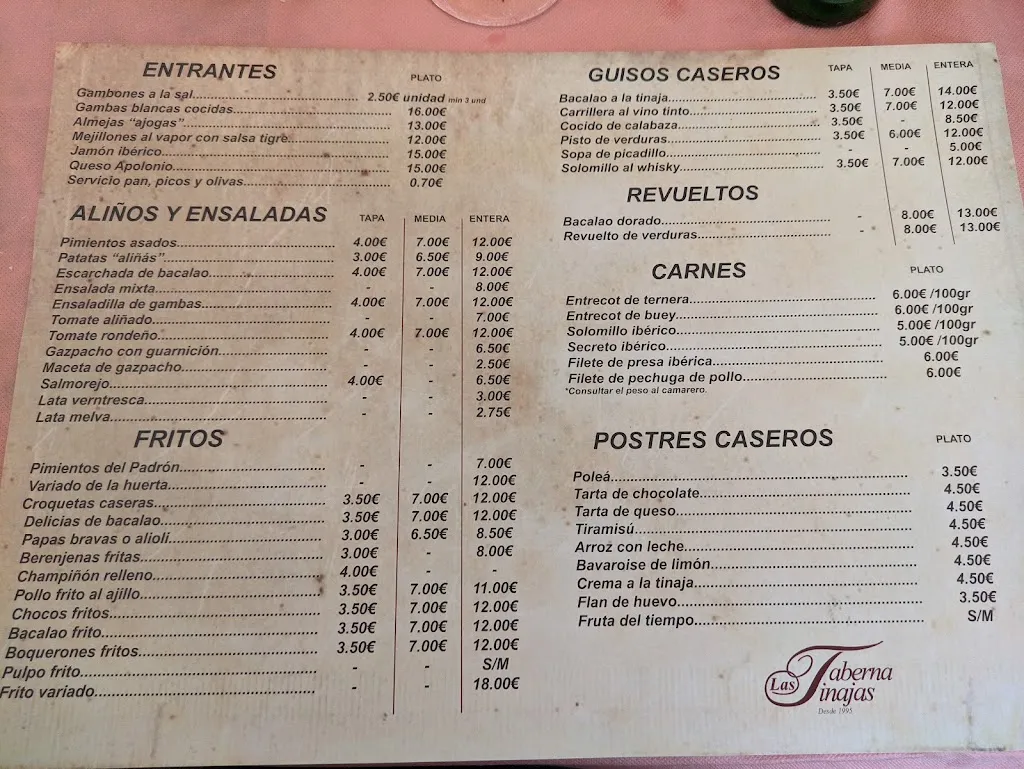 ENTRANTES
PLATO
Gambones a la sal........ 2.50€ unidad min 3 und
Gambas blancas cocidas........ 16.00€
Almejas “ajogas”........ 13.00€
Mejillones al vapor con salsa tigre........ 12.00€
Jamón ibérico........ 15.00€
Queso Apolonio........ 15.00€
Servicio pan, picos y olivas........ 0.70€
ALIÑOS Y ENSALADAS TAPA MEDIA ENTERA
Pimientos asados........ 4.00€ 7.00€ 12.00€
Patatas “aliñás”........ 3.00€ 6.50€ 9.00€
Escarchada de bacalao........ 4.00€ 7.00€ 12.00€
Ensalada mixta........ - - 8.00€
Ensaladilla de gambas........ 4.00€ 7.00€ 12.00€
Tomate aliñado........ - - 7.00€
Tomate rondeño........ 4.00€ 7.00€ 12.00€
Gazpacho con guarnición........ - - 6.50€
Maceta de gazpacho........ - - 2.50€
Salmorejo........ 4.00€ - 6.50€
Lata verntresca........ - - 3.00€
Lata melva........ - - 2.75€
FRITOS
Pimientos del Padrón........ - - 7.00€
Variado de la huerta........ - - 12.00€
Croquetas caseras........ 3.50€ 7.00€ 12.00€
Delicias de bacalao........ 3.50€ 7.00€ 12.00€
Papas bravas o alioli........ 3.00€ 6.50€ 8.50€
Berenjenas fritas........ 3.00€ - 8.00€
Champiñón relleno........ 4.00€ - -
Pollo frito al ajillo........ 3.50€ 7.00€ 11.00€
Chocos fritos........ 3.50€ 7.00€ 12.00€
Bacalao frito........ 3.50€ 7.00€ 12.00€
Boquerones fritos........ 3.50€ 7.00€ 12.00€
Pulpo frito........ - - S/M
Frito variado........ - - 18.00€
GUISOS CASEROS TAPA MEDIA ENTERA
Bacalao a la tinaja........ 3.50€ 7.00€ 14.00€
Carrillera al vino tinto........ 3.50€ 7.00€ 12.00€
Cocido de calabaza........ 3.50€ - 8.50€
Pisto de verduras........ 3.50€ 6.00€ 12.00€
Sopa de picadillo........ - - 5.00€
Solomillo al whisky........ 3.50€ 7.00€ 12.00€
REVUELTOS
Bacalao dorado........ - 8.00€ 13.00€
Revuelto de verduras........ - 8.00€ 13.00€
CARNES PLATO
Entrecot de ternera........ 6.00€ /100gr
Entrecot de buey........ 6.00€ /100gr
Solomillo ibérico........ 5.00€ /100gr
Secreto ibérico........ 5.00€ /100gr
Filete de presa ibérica........ 6.00€
Filete de pechuga de pollo........ 6.00€
*Consultar el peso al camarero.
POSTRES CASEROS PLATO
Poleá........ 3.50€
Tarta de chocolate........ 4.50€
Tarta de queso........ 4.50€
Tiramisú........ 4.50€
Arroz con leche........ 4.50€
Bavaroise de limón........ 4.50€
Crema a la tinaja........ 4.50€
Flan de huevo........ 3.50€
Fruta del tiempo........ S/M
Taberna
Las Tinajas
Desde 1995